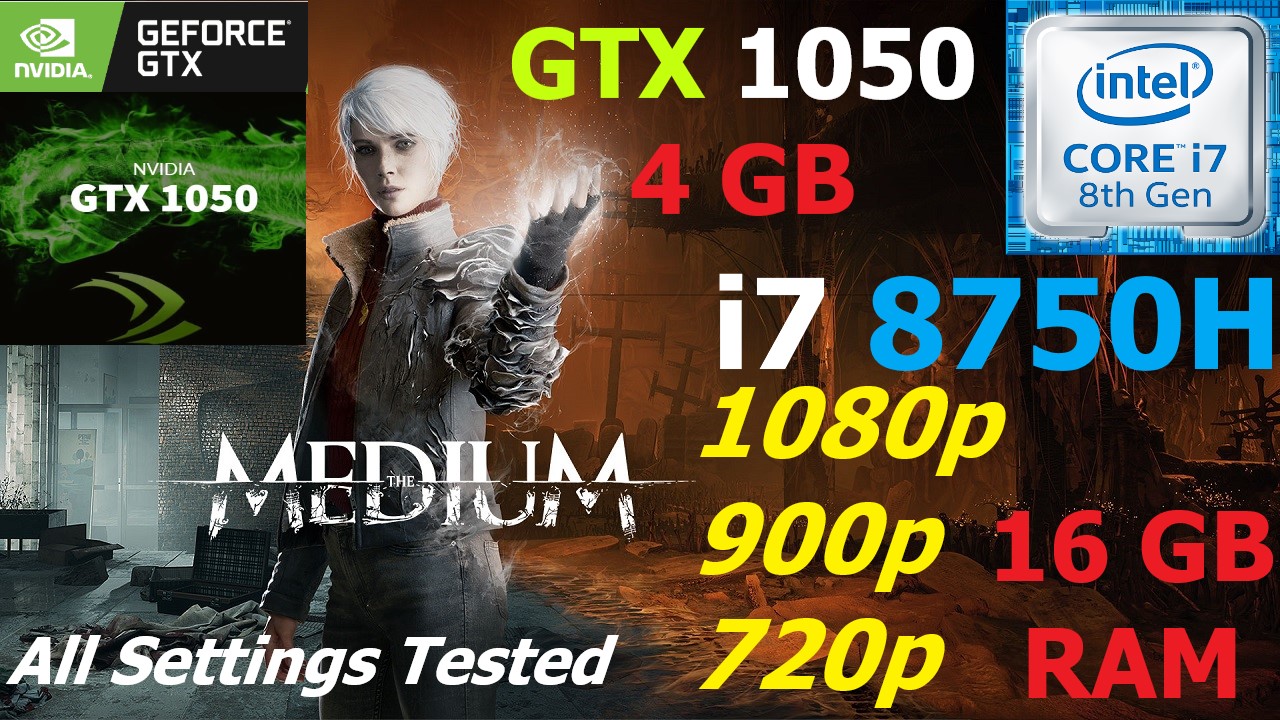 NVIDIA.
GEFORCE®
GTX
NVIDIA
GTX 1050
GTX 1050
4 GB
intel®
CORE™ i7
8th Gen
i7 8750H
1080p
900p
720p
16 GB
RAM
THE
MEDIUM
All Settings Tested